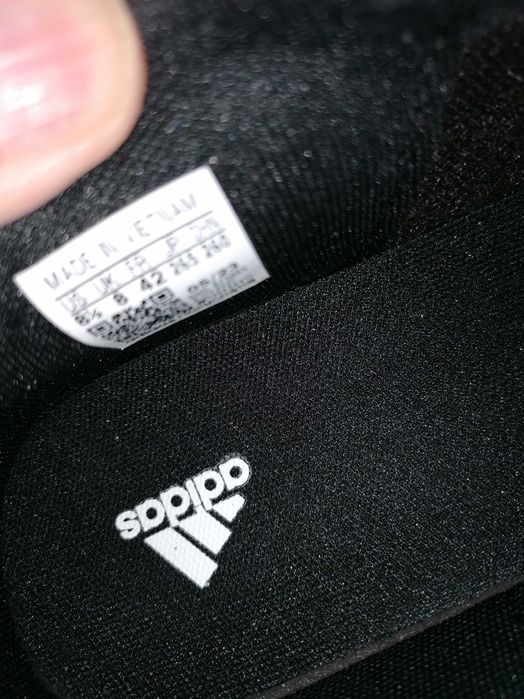 MADE IN VIETNAM
US UK FR JP CHN
8½ 8 42 265 260
adidas